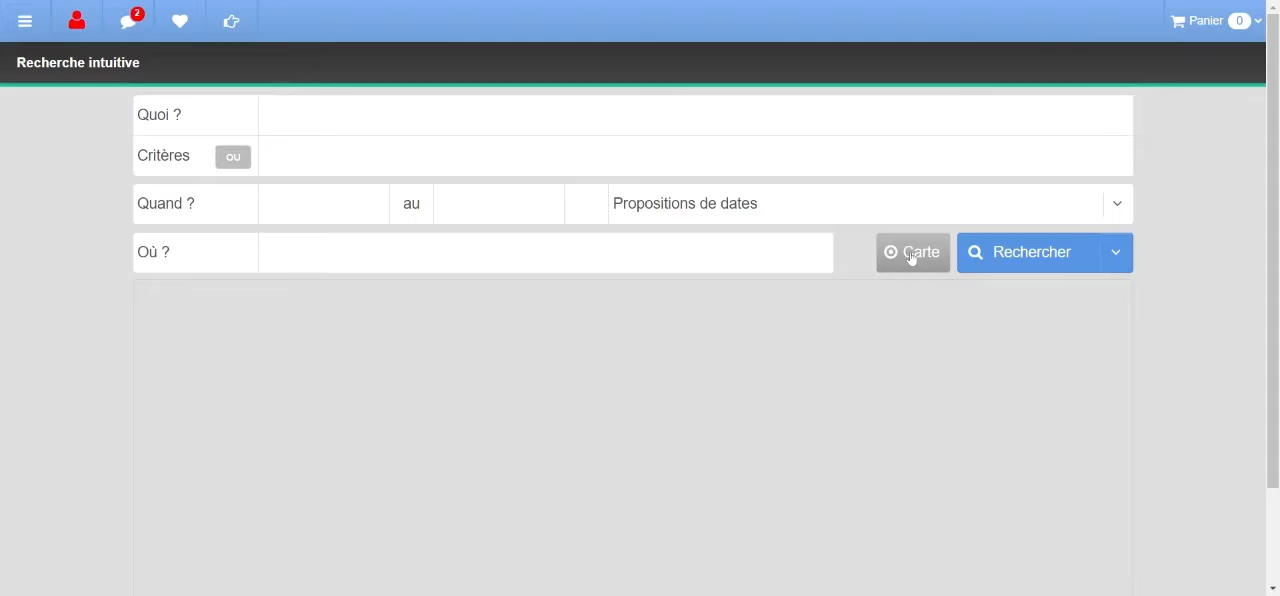 2
Panier 0
Recherche intuitive
Quoi ?
Critères ou
Quand ? au Propositions de dates
Où ? Carte Rechercher